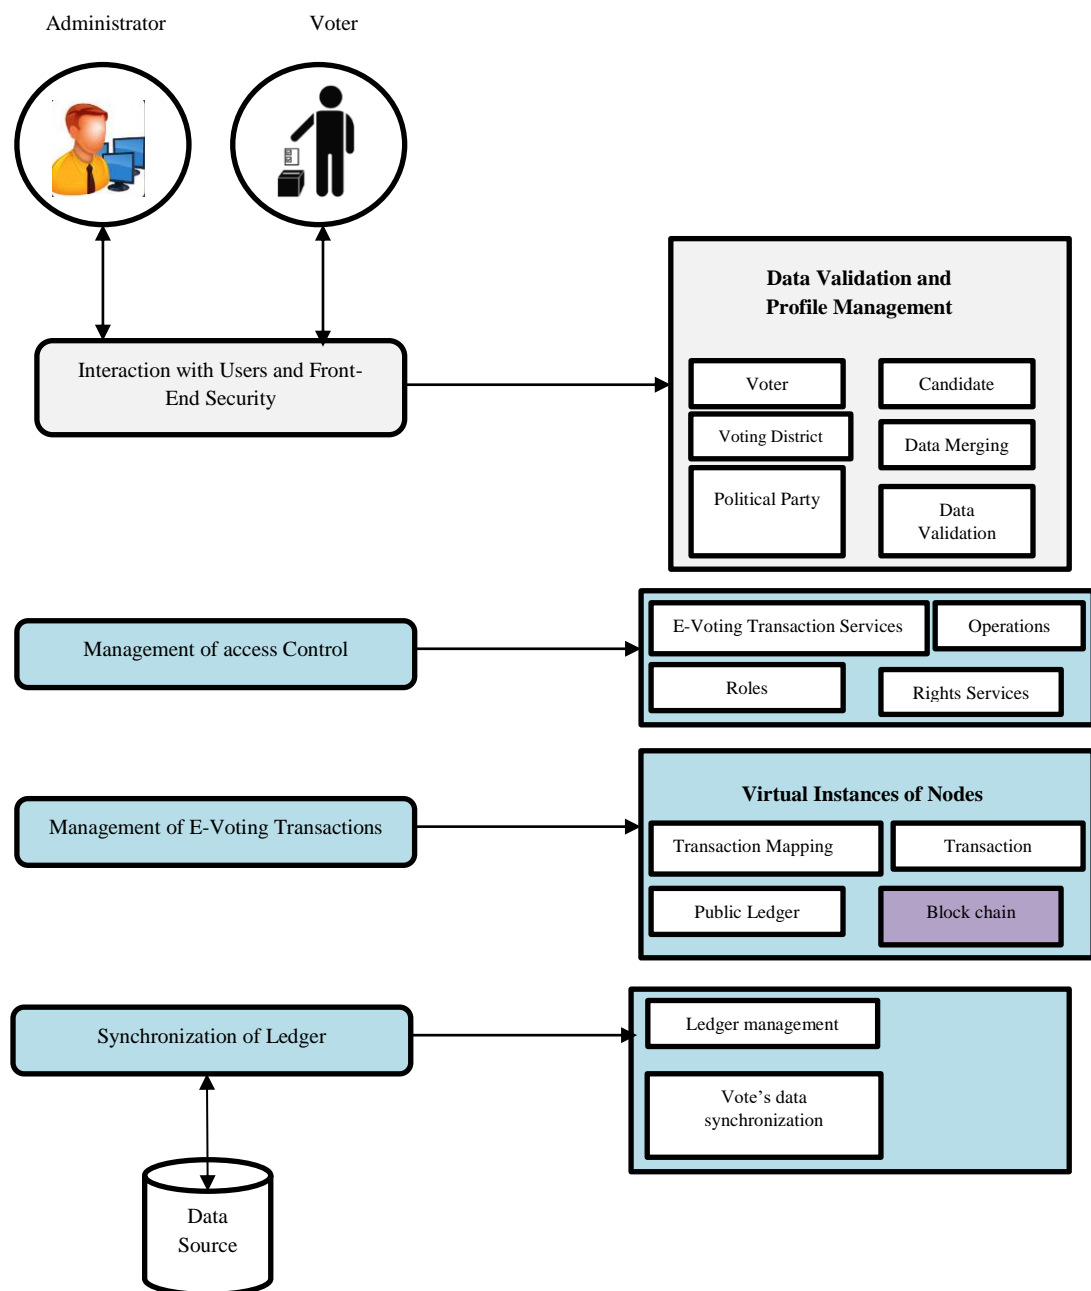 Administrator
Voter
Data Validation and
Profile Management
Interaction with Users and Front-
End Security
Voter
Candidate
Voting District
Data Merging
Political Party
Data
Validation
E-Voting Transaction Services
Operations
Management of access Control
Roles
Rights Services
Virtual Instances of Nodes
Management of E-Voting Transactions
Transaction Mapping
Transaction
Public Ledger
Block chain
Synchronization of Ledger
Ledger management
Vote’s data
synchronization
Data
Source